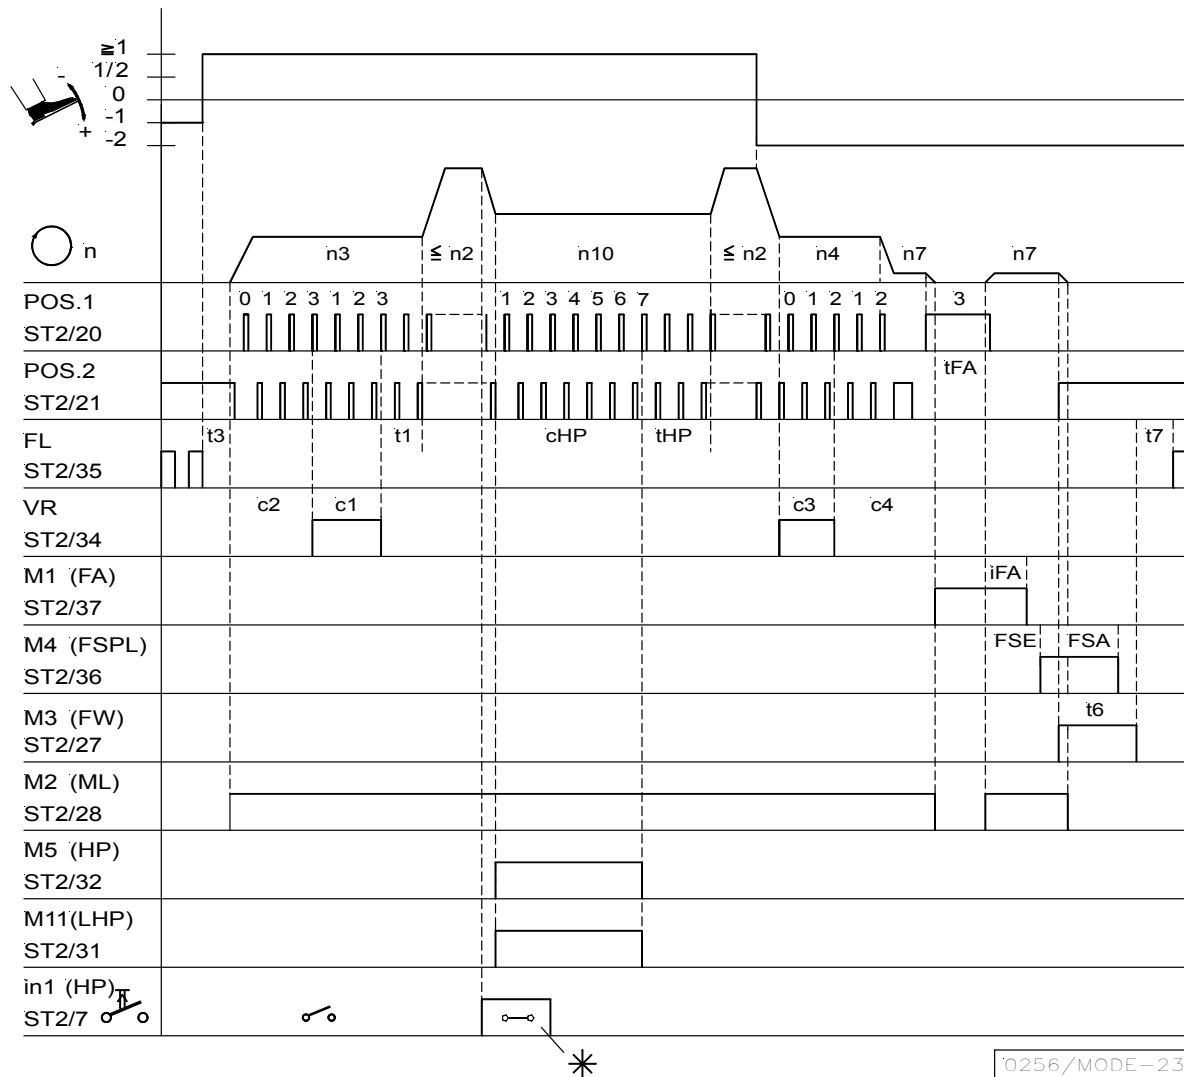 ≧1
1/2
0
-1
-2
-
+
n
n3
≦ n2
n10
≦ n2
n4
n7
n7
POS.1
ST2/20
0 1 2 3 1 2 3
1 2 3 4 5 6 7
0 1 2 1 2
3
POS.2
ST2/21
tFA
FL
ST2/35
t3
t1
cHP
tHP
t7
VR
ST2/34
c2
c1
c3
c4
M1 (FA)
ST2/37
iFA
M4 (FSPL)
ST2/36
FSE
FSA
M3 (FW)
ST2/27
t6
M2 (ML)
ST2/28
M5 (HP)
ST2/32
M11(LHP)
ST2/31
in1 (HP)
ST2/7
0256/MODE-23